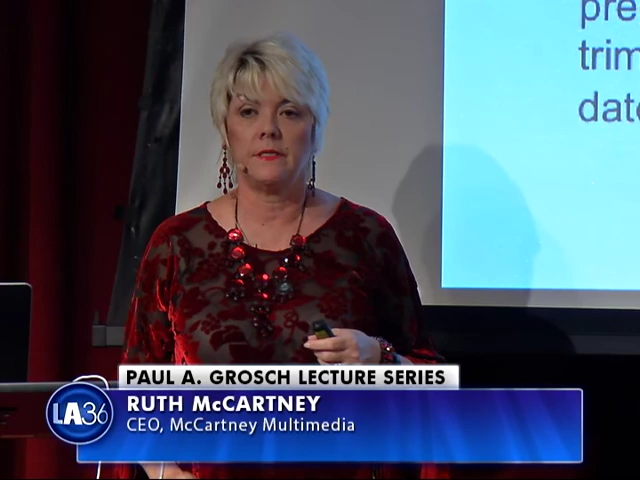 pre
trim
date
PAUL A. GROSCH LECTURE SERIES
LA36
RUTH McCARTNEY
CEO, McCartney Multimedia